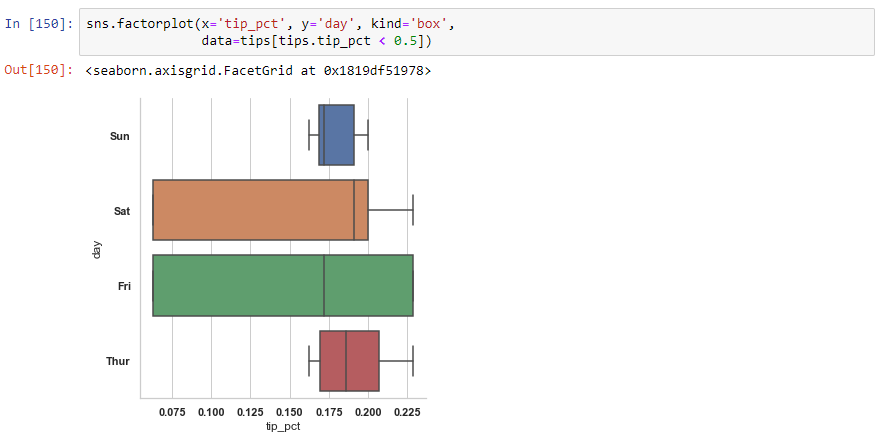 In [150]: sns.factorplot(x='tip_pct', y='day', kind='box',
data=tips[tips.tip_pct < 0.5])
Out[150]: <seaborn.axisgrid.FacetGrid at 0x1819df51978>
Sun
Sat
day
Fri
Thur
0.075 0.100 0.125 0.150 0.175 0.200 0.225
tip_pct